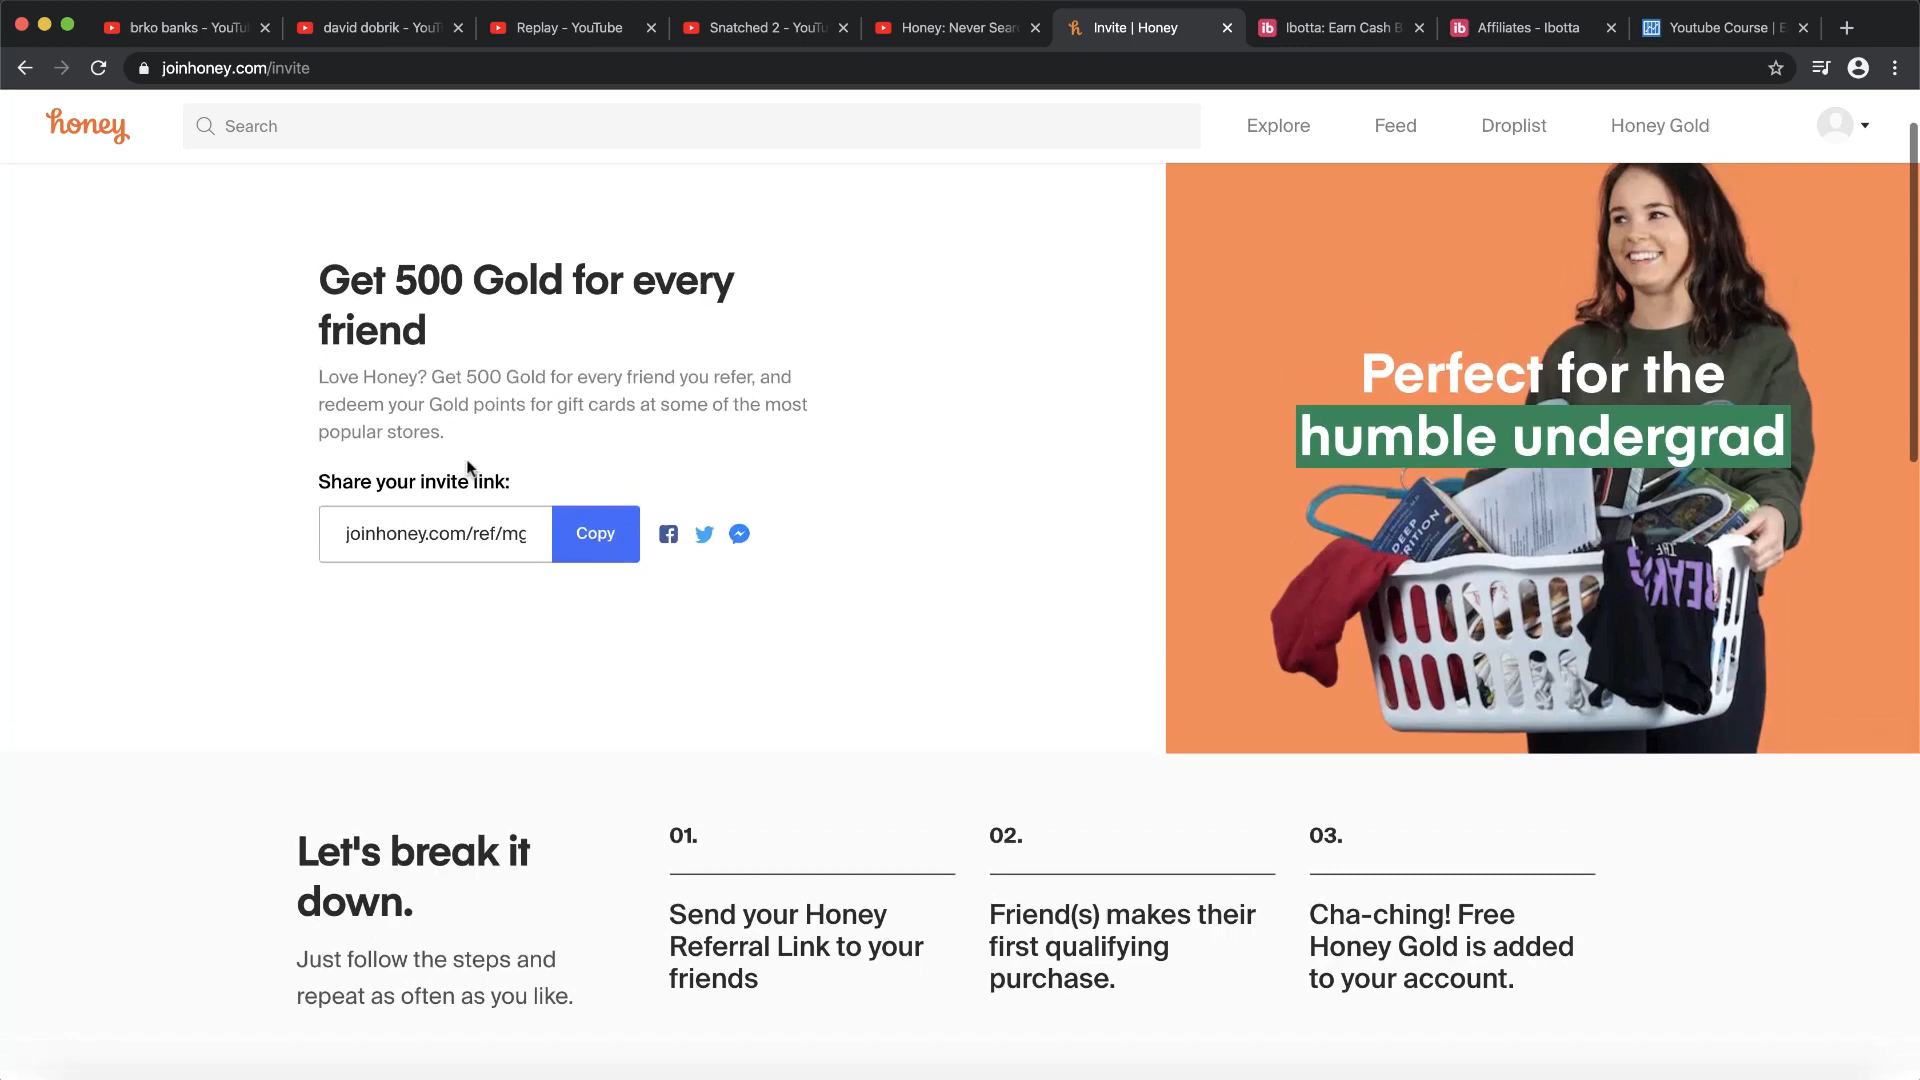 brko banks - YouTu
david dobrik - YouT
Replay - YouTube
Snatched 2 - YouTu
Honey: Never Sear
Invite | Honey
Ibotta: Earn Cash B
Affiliates - Ibotta
Youtube Course | E
joinhoney.com/invite
honey
Search
Explore
Feed
Droplist
Honey Gold
Get 500 Gold for every
friend
Love Honey? Get 500 Gold for every friend you refer, and
redeem your Gold points for gift cards at some of the most
popular stores.
Share your invite link:
joinhoney.com/ref/mg
Copy
Perfect for the
humble undergrad
DEEP
THE
Let's break it
down.
Just follow the steps and
repeat as often as you like.
01.
Send your Honey
Referral Link to your
friends
02.
Friend(s) makes their
first qualifying
purchase.
03.
Cha-ching! Free
Honey Gold is added
to your account.